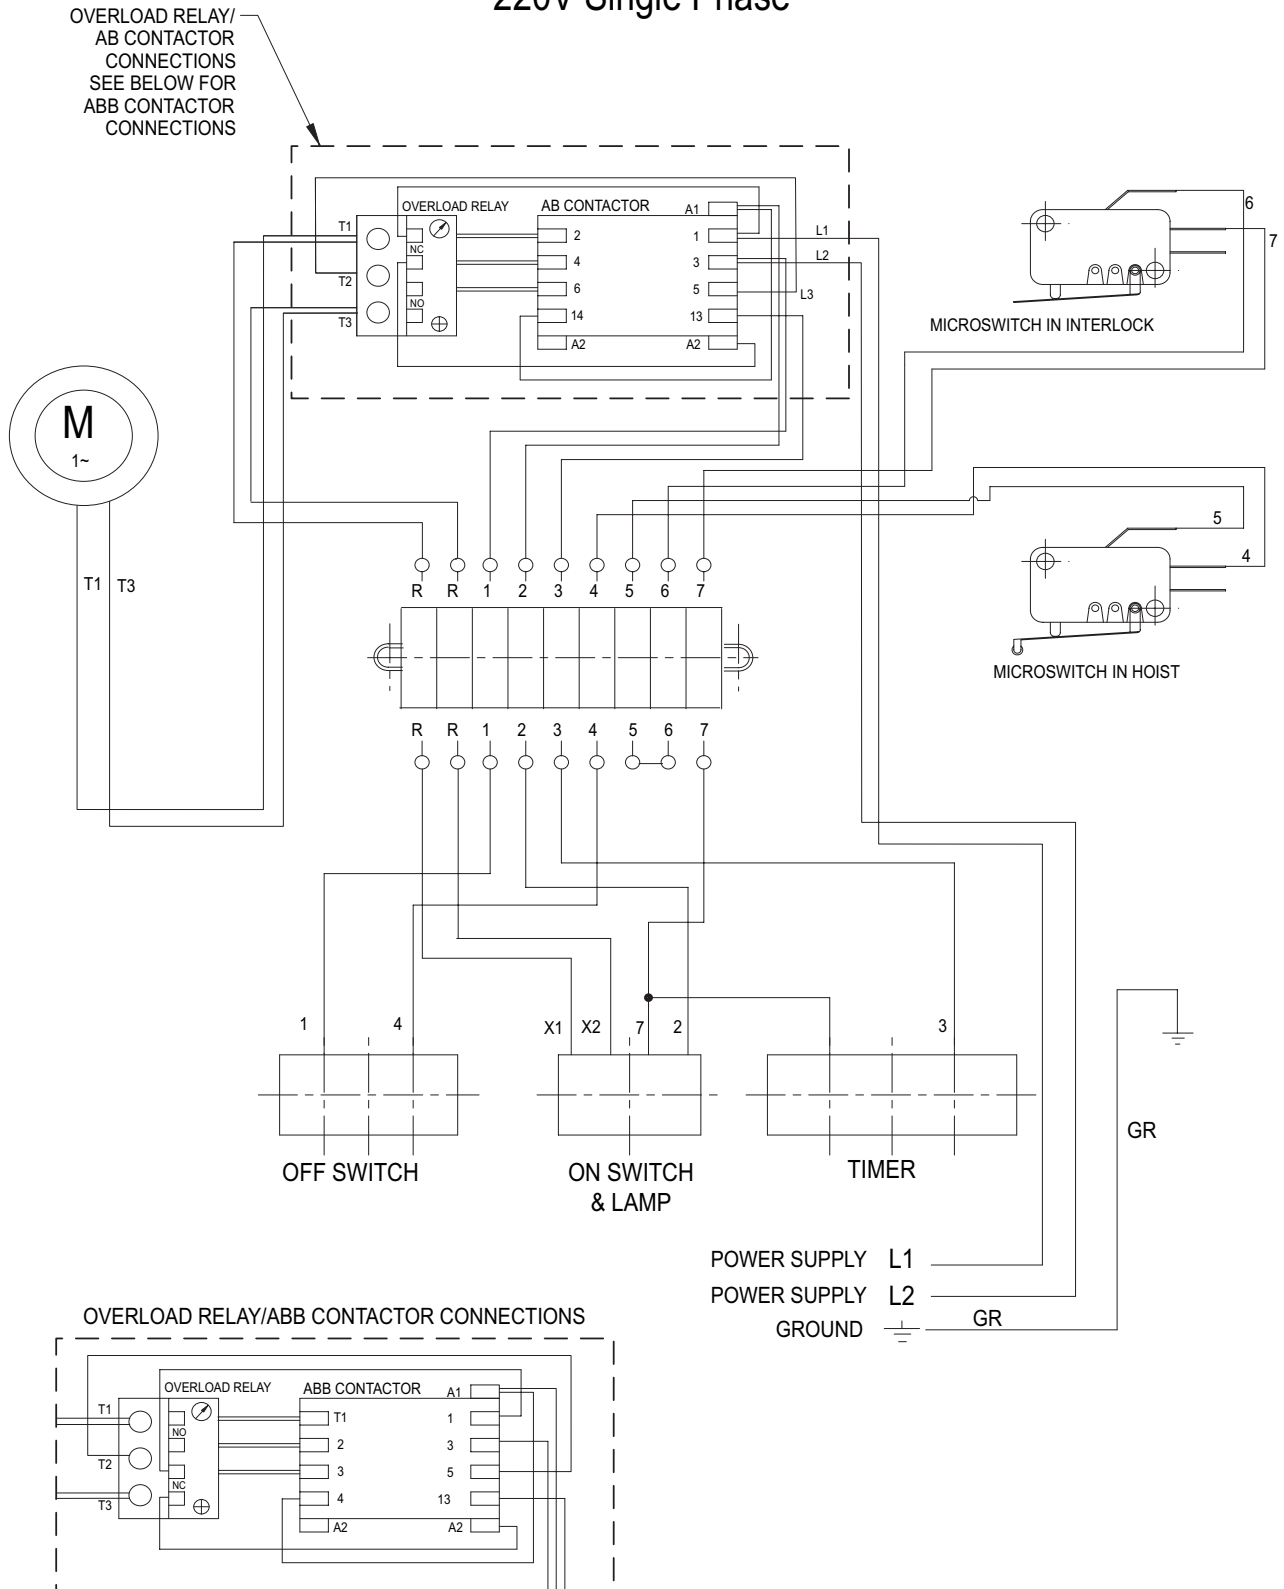 220V Single Phase
OVERLOAD RELAY/
AB CONTACTOR
CONNECTIONS
SEE BELOW FOR
ABB CONTACTOR
CONNECTIONS
OVERLOAD RELAY
AB CONTACTOR
A1
T1
2
1
L1
NC
4
3
L2
T2
6
5
L3
NO
14
13
T3
A2
A2
6
7
MICROSWITCH IN INTERLOCK
M
1~
5
4
T1
T3
R R 1 2 3 4 5 6 7
MICROSWITCH IN HOIST
R R 1 2 3 4 5 6 7
1
4
X1
X2
7
2
3
OFF SWITCH
ON SWITCH
& LAMP
TIMER
GR
POWER SUPPLY L1
POWER SUPPLY L2
GROUND
GR
OVERLOAD RELAY/ABB CONTACTOR CONNECTIONS
OVERLOAD RELAY
ABB CONTACTOR
A1
T1
T1
1
NO
2
3
T2
3
5
NC
4
13
T3
A2
A2